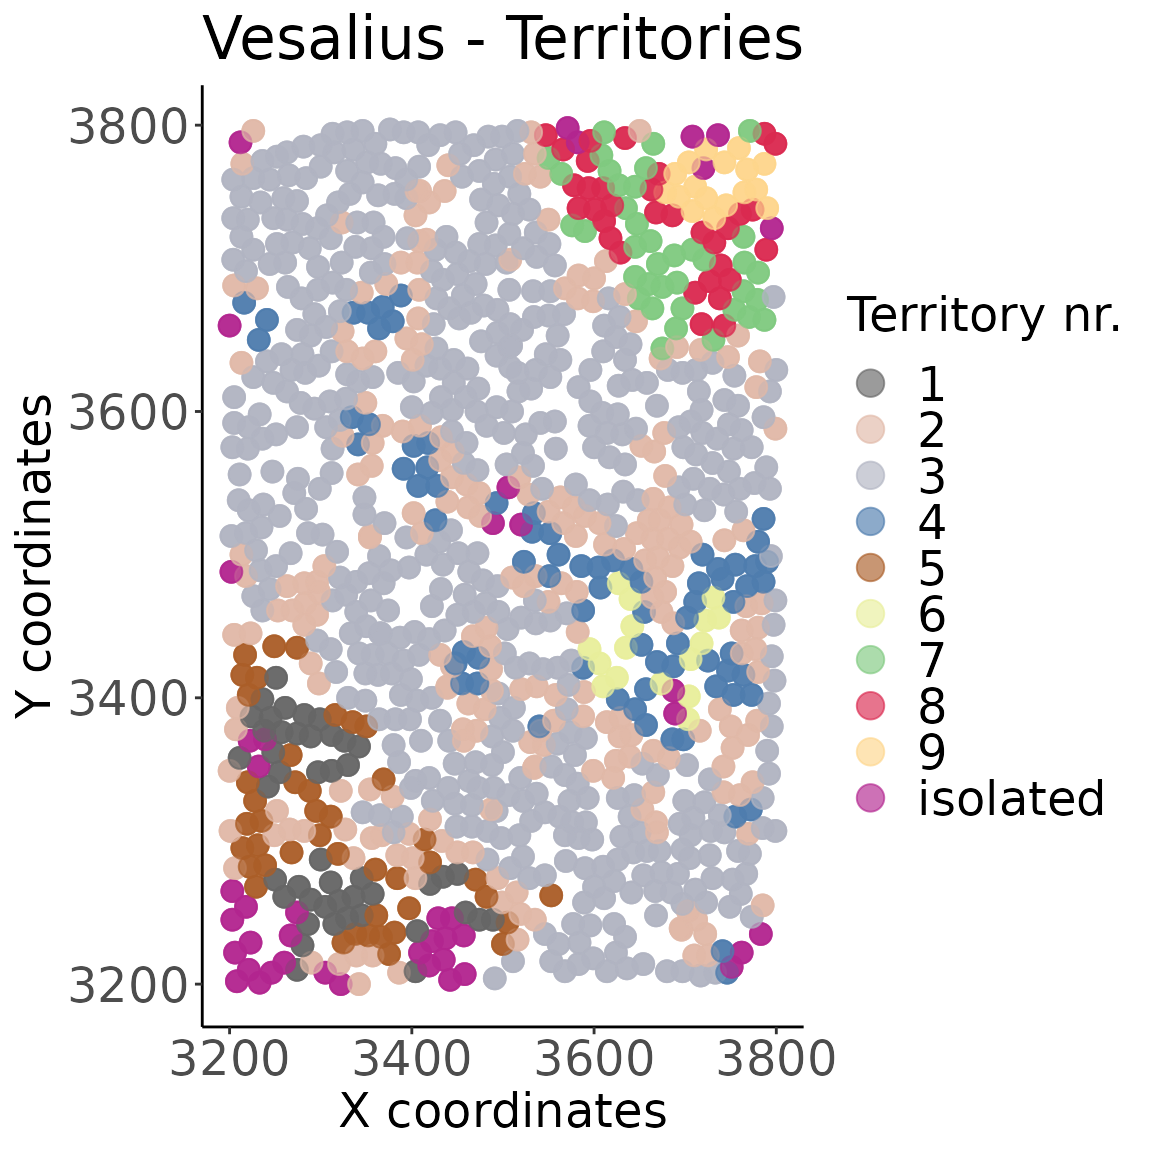 Vesalius - Territories
3800
3600
3400
3200
Y coordinates
3200 3400 3600 3800
X coordinates
Territory nr.
1
2
3
4
5
6
7
8
9
isolated